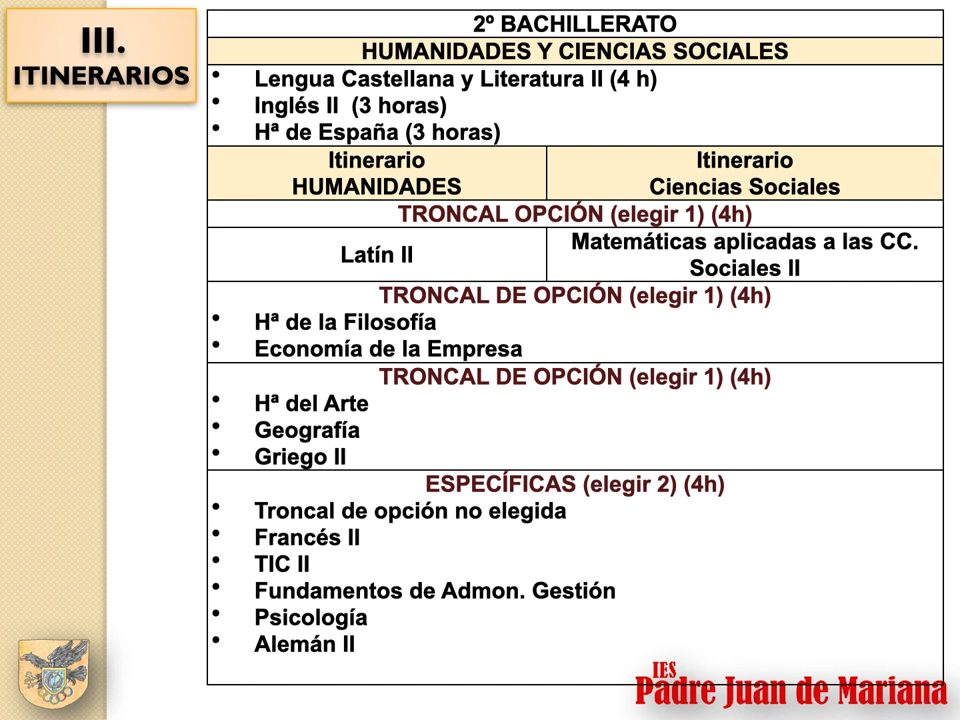 III.
ITINERARIOS
2º BACHILLERATO
HUMANIDADES Y CIENCIAS SOCIALES
• Lengua Castellana y Literatura II (4 h)
• Inglés II (3 horas)
• Hª de España (3 horas)
Itinerario
HUMANIDADES
Itinerario
Ciencias Sociales
TRONCAL OPCIÓN (elegir 1) (4h)
Latín II
Matemáticas aplicadas a las CC.
Sociales II
TRONCAL DE OPCIÓN (elegir 1) (4h)
• Hª de la Filosofía
• Economía de la Empresa
TRONCAL DE OPCIÓN (elegir 1) (4h)
• Hª del Arte
• Geografía
• Griego II
ESPECÍFICAS (elegir 2) (4h)
• Troncal de opción no elegida
• Francés II
• TIC II
• Fundamentos de Admon. Gestión
• Psicología
• Alemán II
IES
Padre Juan de Mariana